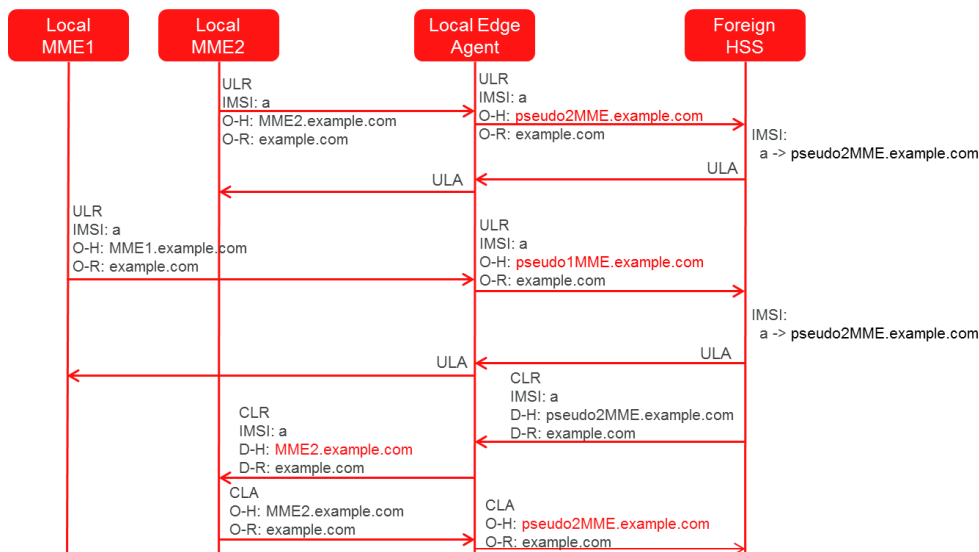 Local
MME1
Local
MME2
Local Edge
Agent
Foreign
HSS
ULR
IMSI: a
O-H: MME2.example.com
O-R: example.com
ULR
IMSI: a
O-H: pseudo2MME.example.com
O-R: example.com
IMSI:
a -> pseudo2MME.example.com
ULA
ULA
ULR
IMSI: a
O-H: MME1.example.com
O-R: example.com
ULR
IMSI: a
O-H: pseudo1MME.example.com
O-R: example.com
IMSI:
a -> pseudo2MME.example.com
ULA
ULA
CLR
IMSI: a
D-H: pseudo2MME.example.com
D-R: example.com
CLR
IMSI: a
D-H: MME2.example.com
D-R: example.com
CLA
O-H: MME2.example.com
O-R: example.com
CLA
O-H: pseudo2MME.example.com
O-R: example.com